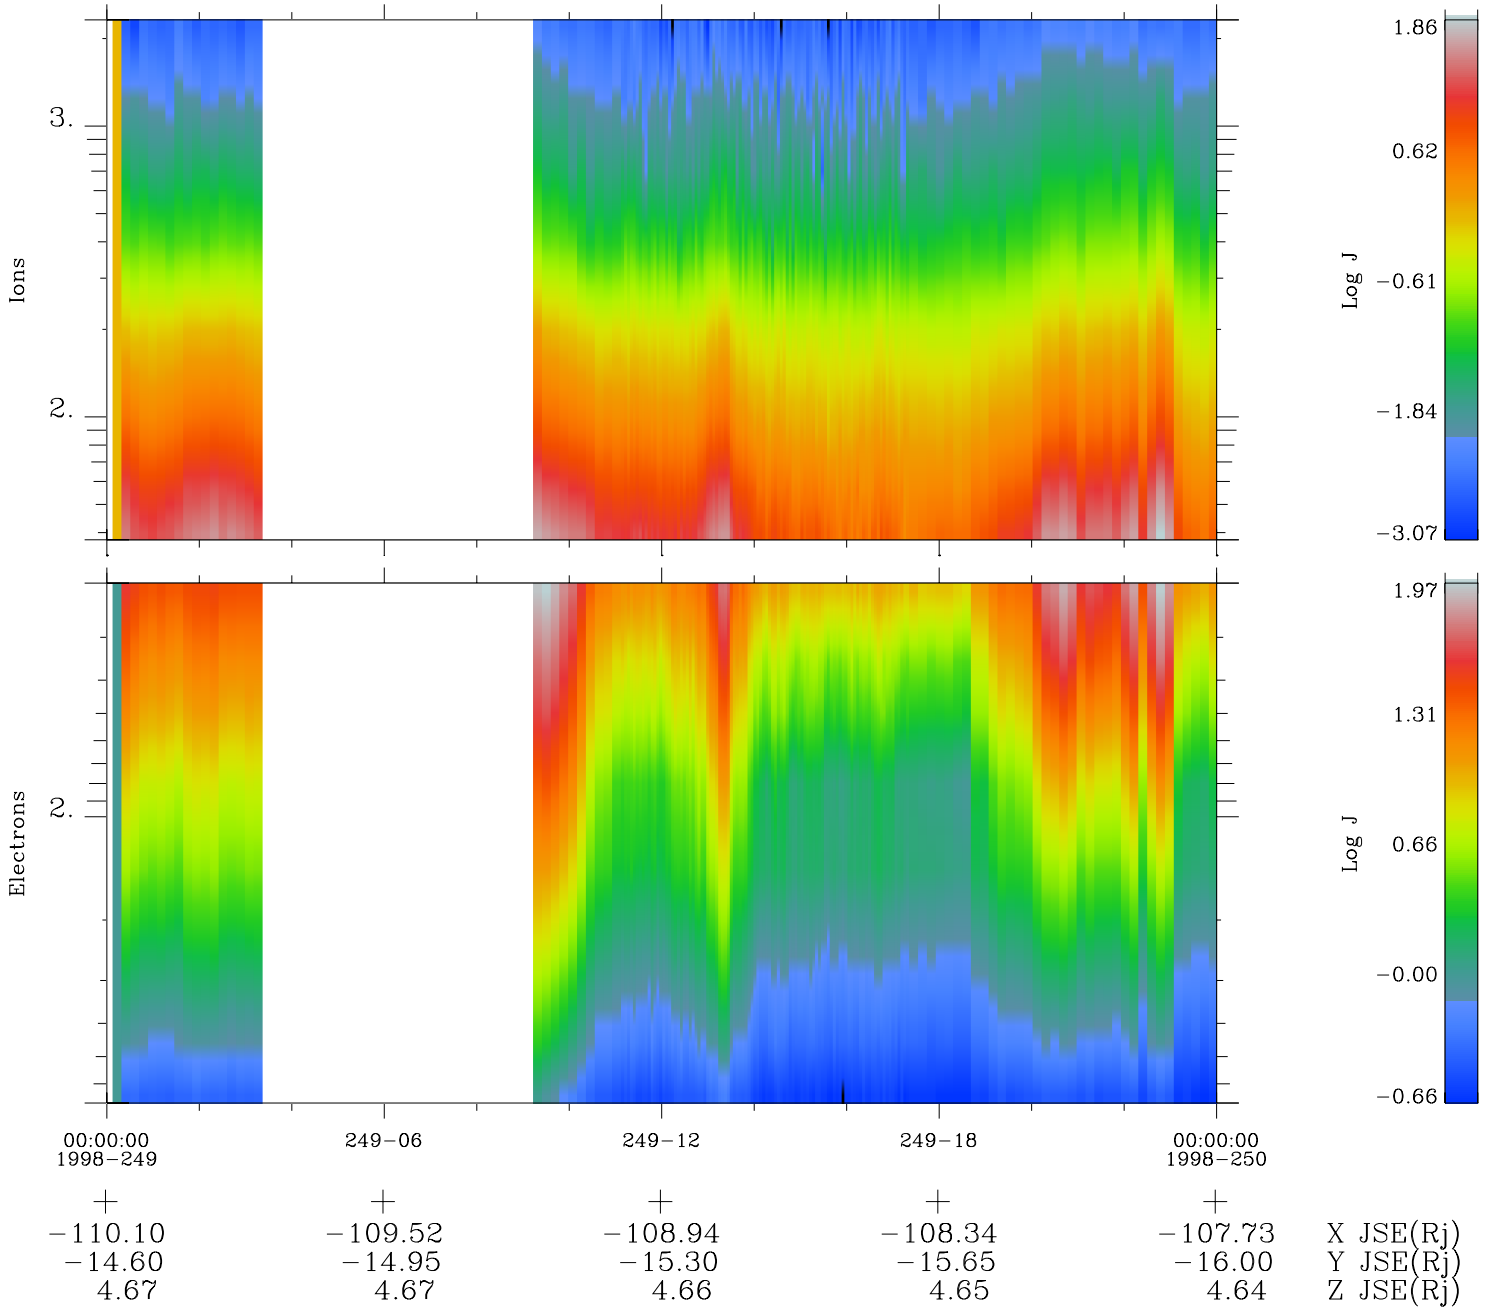 3.
2.
Ions
1.86
0.62
-0.61
-1.84
-3.07
Log J
2.
Electrons
1.97
1.31
0.66
-0.00
-0.66
Log J
00:00:00 249-06 249-12 249-18 00:00:00
1998-249 1998-250
-110.10 -109.52 -108.94 -108.34 -107.73 X JSE(Rj)
-14.60 -14.95 -15.30 -15.65 -16.00 Y JSE(Rj)
4.67 4.67 4.66 4.65 4.64 Z JSE(Rj)